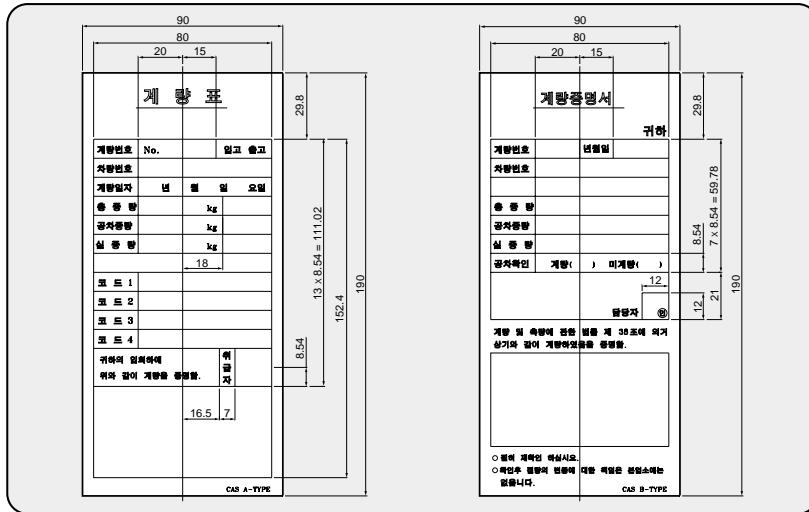 90
80
20 15
계 량 표
29.8
계량번호 No. 입고 출고
차량번호
계량일자 년 월 일 요일
총 중 량 kg
공차중량 kg
실 중 량 kg
18
코 드 1
코 드 2
코 드 3
코 드 4
귀하의 의뢰하에
위와 같이 계량을 증명함.
취급자
16.5 7
8.54
13 x 8.54 = 111.02
152.4
190
CAS A-TYPE
90
80
20 15
계량증명서
29.8
귀하
계량번호 년월일
차량번호
총 중 량
공차중량
실 중 량
공차확인 계량( ) 미계량( )
8.54
7 x 8.54 = 59.78
12
12
21
190
담당자 ㊞
계량 및 측량에 관한 법률 제 38조에 의거
상기와 같이 계량하였음을 증명함.
○ 필히 재확인 하십시요.
○ 확인후 물량의 변동에 대한 책임은 본업소에는
없읍니다.
CAS B-TYPE